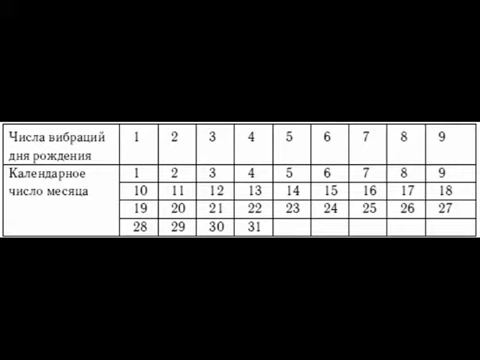 Числа вибраций 1 2 3 4 5 6 7 8 9
дня рождения
Календарное 1 2 3 4 5 6 7 8 9
число месяца 10 11 12 13 14 15 16 17 18
19 20 21 22 23 24 25 26 27
28 29 30 31